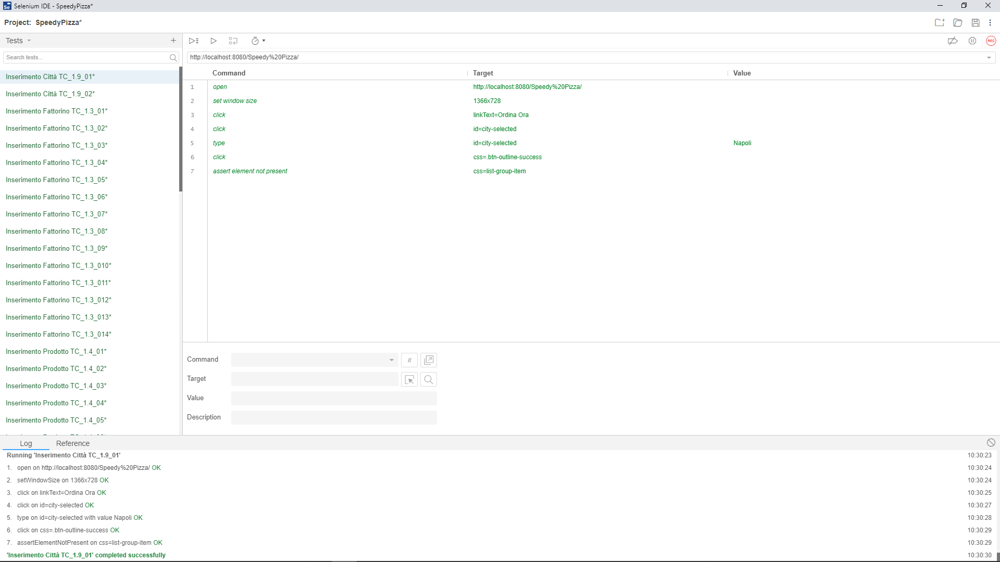 Selenium IDE - SpeedyPizza*
Project: SpeedyPizza*
Tests
Search tests...
Inserimento Città TC_1.9_01*
Inserimento Città TC_1.9_02*
Inserimento Fattorino TC_1.3_01*
Inserimento Fattorino TC_1.3_02*
Inserimento Fattorino TC_1.3_03*
Inserimento Fattorino TC_1.3_04*
Inserimento Fattorino TC_1.3_05*
Inserimento Fattorino TC_1.3_06*
Inserimento Fattorino TC_1.3_07*
Inserimento Fattorino TC_1.3_08*
Inserimento Fattorino TC_1.3_09*
Inserimento Fattorino TC_1.3_010*
Inserimento Fattorino TC_1.3_011*
Inserimento Fattorino TC_1.3_012*
Inserimento Fattorino TC_1.3_013*
Inserimento Fattorino TC_1.3_014*
Inserimento Prodotto TC_1.4_01*
Inserimento Prodotto TC_1.4_02*
Inserimento Prodotto TC_1.4_03*
Inserimento Prodotto TC_1.4_04*
Inserimento Prodotto TC_1.4_05*
REC
http://localhost:8080/Speedy%20Pizza/
Command Target Value
1 open http://localhost:8080/Speedy%20Pizza/
2 set window size 1366x728
3 click linkText=Ordina Ora
4 click id=city-selected
5 type id=city-selected Napoli
6 click css=.btn-outline-success
7 assert element not present css=list-group-item
Command //
Target
Value
Description
Log Reference
Running 'Inserimento Città TC_1.9_01' 10:30:23
1. open on http://localhost:8080/Speedy%20Pizza/ OK 10:30:24
2. setWindowSize on 1366x728 OK 10:30:24
3. click on linkText=Ordina Ora OK 10:30:25
4. click on id=city-selected OK 10:30:27
5. type on id=city-selected with value Napoli OK 10:30:28
6. click on css=.btn-outline-success OK 10:30:29
7. assertElementNotPresent on css=list-group-item OK 10:30:29
'Inserimento Città TC_1.9_01' completed successfully 10:30:30